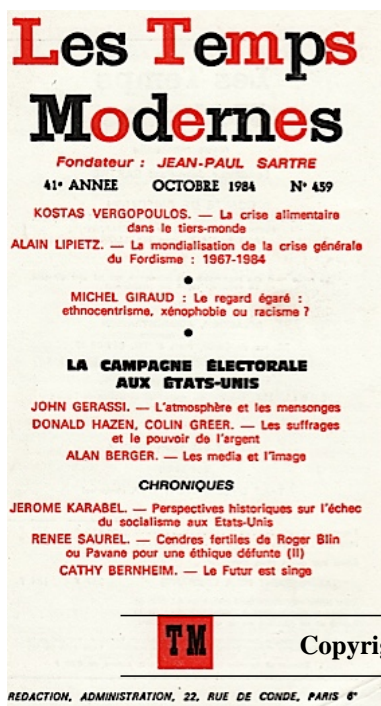 Les Temps
Modernes
Fondateur : JEAN-PAUL SARTRE
41e ANNEE OCTOBRE 1984 N° 459
KOSTAS VERGOPOULOS. — La crise alimentaire
dans le tiers-monde
ALAIN LIPIETZ. — La mondialisation de la crise générale
du Fordisme : 1967-1984
•
MICHEL GIRAUD : Le regard égaré :
ethnocentrisme, xénophobie ou racisme ?
•
LA CAMPAGNE ÉLECTORALE
AUX ÉTATS-UNIS
JOHN GERASSI. — L'atmosphère et les mensonges
DONALD HAZEN, COLIN GREER. — Les suffrages
et le pouvoir de l'argent
ALAN BERGER. — Les media et l'image
CHRONIQUES
JEROME KARABEL. — Perspectives historiques sur l'échec
du socialisme aux Etats-Unis
RENEE SAUREL. — Cendres fertiles de Roger Blin
ou Pavane pour une éthique défunte (II)
CATHY BERNHEIM. — Le Futur est singe
TM
Copyrig
REDACTION, ADMINISTRATION, 22, RUE DE CONDE, PARIS 6e